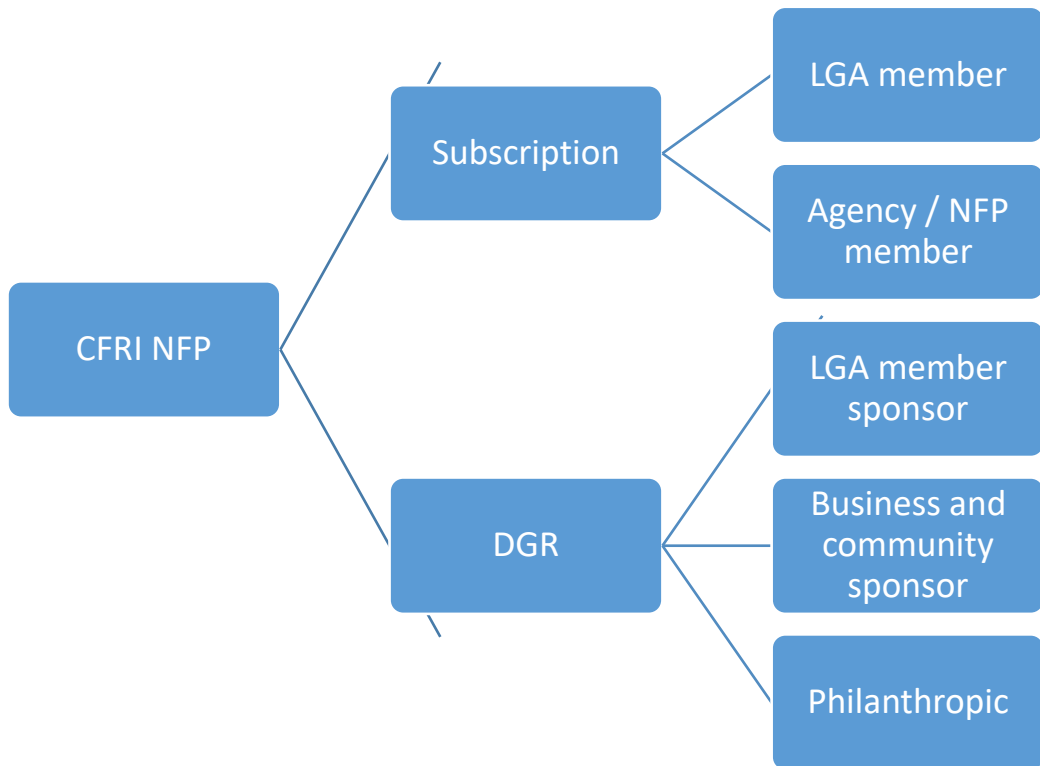 CFRI NFP
Subscription
LGA member
Agency / NFP
member
DGR
LGA member
sponsor
Business and
community
sponsor
Philanthropic